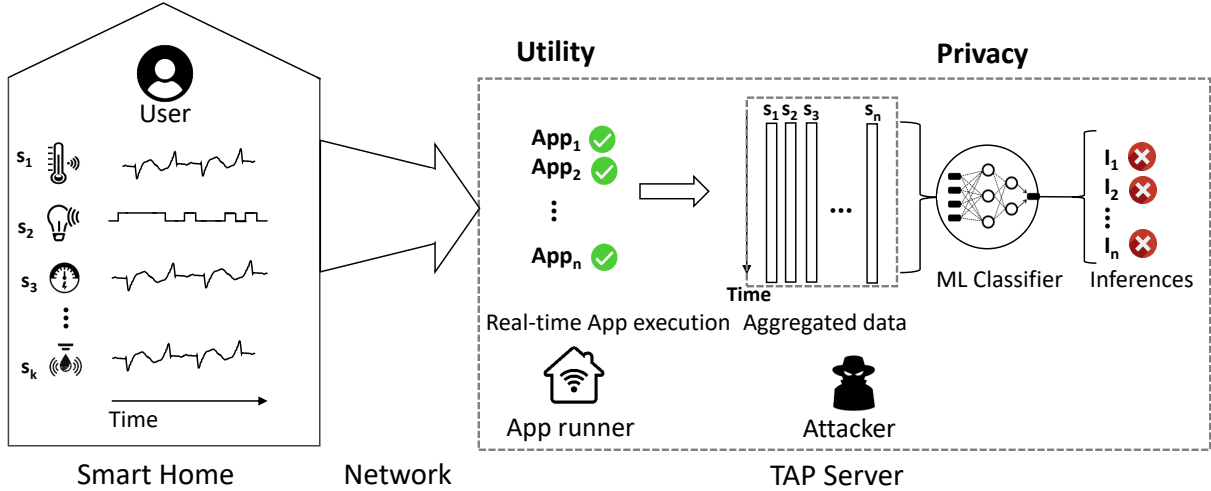 Utility
Privacy
User
s1
s2
s3
sk
Time
App1
App2
Appn
Real-time App execution
App runner
s1 s2 s3 sn
Time
Aggregated data
Attacker
ML Classifier
I1
I2
In
Inferences
Smart Home
Network
TAP Server